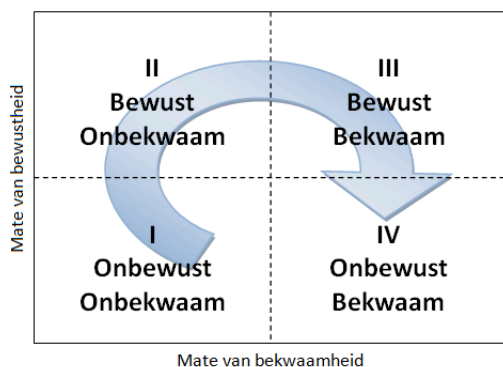 Mate van bewustheid
II
Bewust
Onbekwaam
III
Bewust
Bekwaam
I
Onbewust
Onbekwaam
IV
Onbewust
Bekwaam
Mate van bekwaamheid